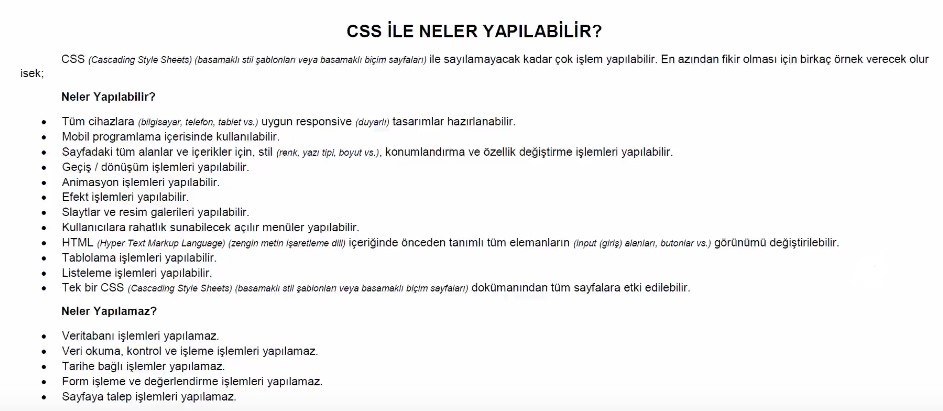 CSS İLE NELER YAPILABİLİR?
CSS (Cascading Style Sheets) (basamaklı stil şablonları veya basamaklı biçim sayfaları) ile sayılamayacak kadar çok işlem yapılabilir. En azından fikir olması için birkaç örnek verecek olur
isek;
Neler Yapılabilir?
• Tüm cihazlara (bilgisayar, telefon, tablet vs.) uygun responsive (duyarlı) tasarımlar hazırlanabilir.
• Mobil programlama içerisinde kullanılabilir.
• Sayfadaki tüm alanlar ve içerikler için, stil (renk, yazı tipi, boyut vs.), konumlandırma ve özellik değiştirme işlemleri yapılabilir.
• Geçiş / dönüşüm işlemleri yapılabilir.
• Animasyon işlemleri yapılabilir.
• Efekt işlemleri yapılabilir.
• Slaytlar ve resim galerileri yapılabilir.
• Kullanıcılara rahatlık sunabilecek açılır menüler yapılabilir.
• HTML (Hyper Text Markup Language) (zengin metin işaretleme dili) içeriğinde önceden tanımlı tüm elemanların (input (giriş) alanları, butonlar vs.) görünümü değiştirilebilir.
• Tablolama işlemleri yapılabilir.
• Listeleme işlemleri yapılabilir.
• Tek bir CSS (Cascading Style Sheets) (basamaklı stil şablonları veya basamaklı biçim sayfaları) dokümanından tüm sayfalara etki edilebilir.
Neler Yapılamaz?
• Veritabanı işlemleri yapılamaz.
• Veri okuma, kontrol ve işleme işlemleri yapılamaz.
• Tarihe bağlı işlemler yapılamaz.
• Form işleme ve değerlendirme işlemleri yapılamaz.
• Sayfaya talep işlemleri yapılamaz.